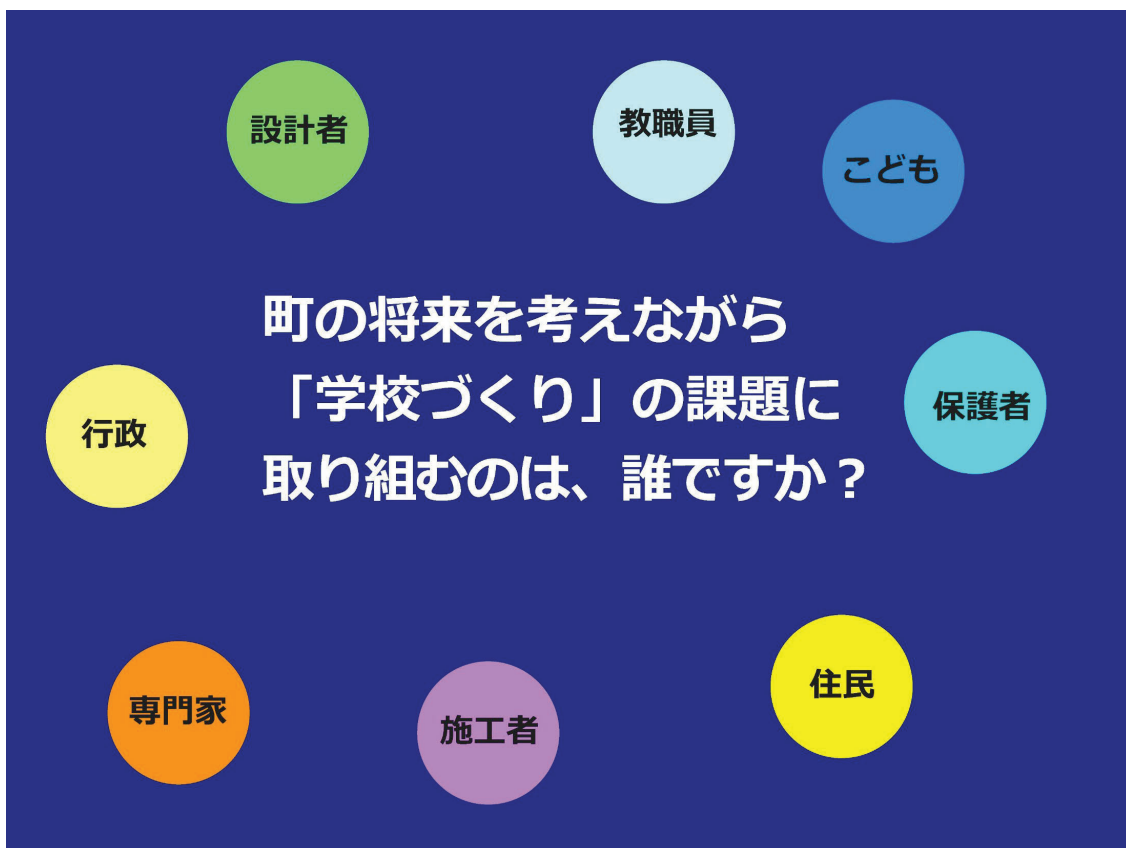 設計者
教職員
こども
町の将来を考えながら
「学校づくり」の課題に
取り組むのは、誰ですか？
行政
保護者
専門家
施工者
住民